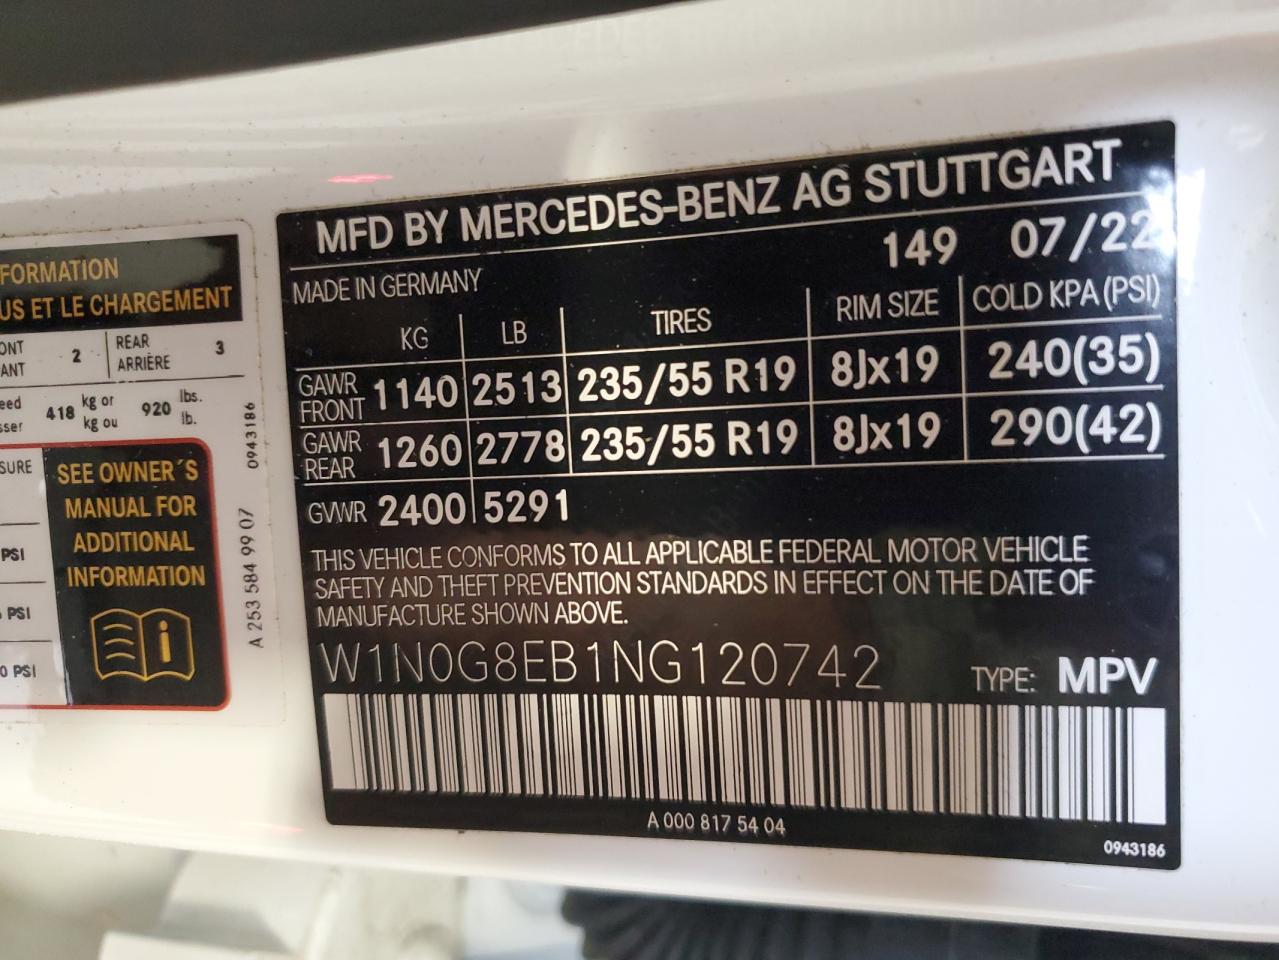 FORMATION
US ET LE CHARGEMENT
ONT
ANT
2
REAR
ARRIÈRE
3
eed
sser
418
kg or
kg ou
920
lbs.
lb.
SURE
PSI
PSI
0 PSI
SEE OWNER´S
MANUAL FOR
ADDITIONAL
INFORMATION
i
0943186
A 253 584 99 07
MFD BY MERCEDES-BENZ AG STUTTGART
149 07/22
MADE IN GERMANY
KG LB TIRES RIM SIZE COLD KPA (PSI)
GAWR
FRONT 1140 2513 235/55 R19 8Jx19 240(35)
GAWR
REAR 1260 2778 235/55 R19 8Jx19 290(42)
GVWR 2400 5291
THIS VEHICLE CONFORMS TO ALL APPLICABLE FEDERAL MOTOR VEHICLE
SAFETY AND THEFT PREVENTION STANDARDS IN EFFECT ON THE DATE OF
MANUFACTURE SHOWN ABOVE.
W1N0G8EB1NG120742 TYPE: MPV
A 000 817 54 04
0943186